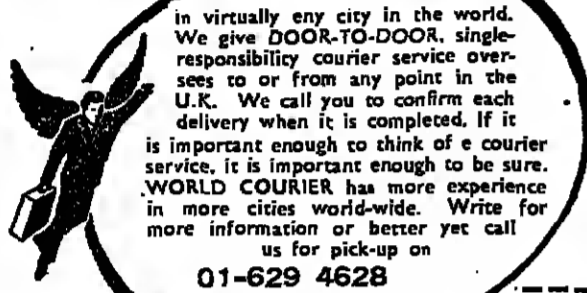 in virtually eny city in the world.
We give DOOR-TO-DOOR, single-
responsibility courier service over-
sees to or from any point in the
U.K. We call you to confirm each
delivery when it is completed. If it
is important enough to think of e courier
service, it is important enough to be sure.
WORLD COURIER has more experience
in more cities world-wide. Write for
more information or better yet call
us for pick-up on
01-629 4628